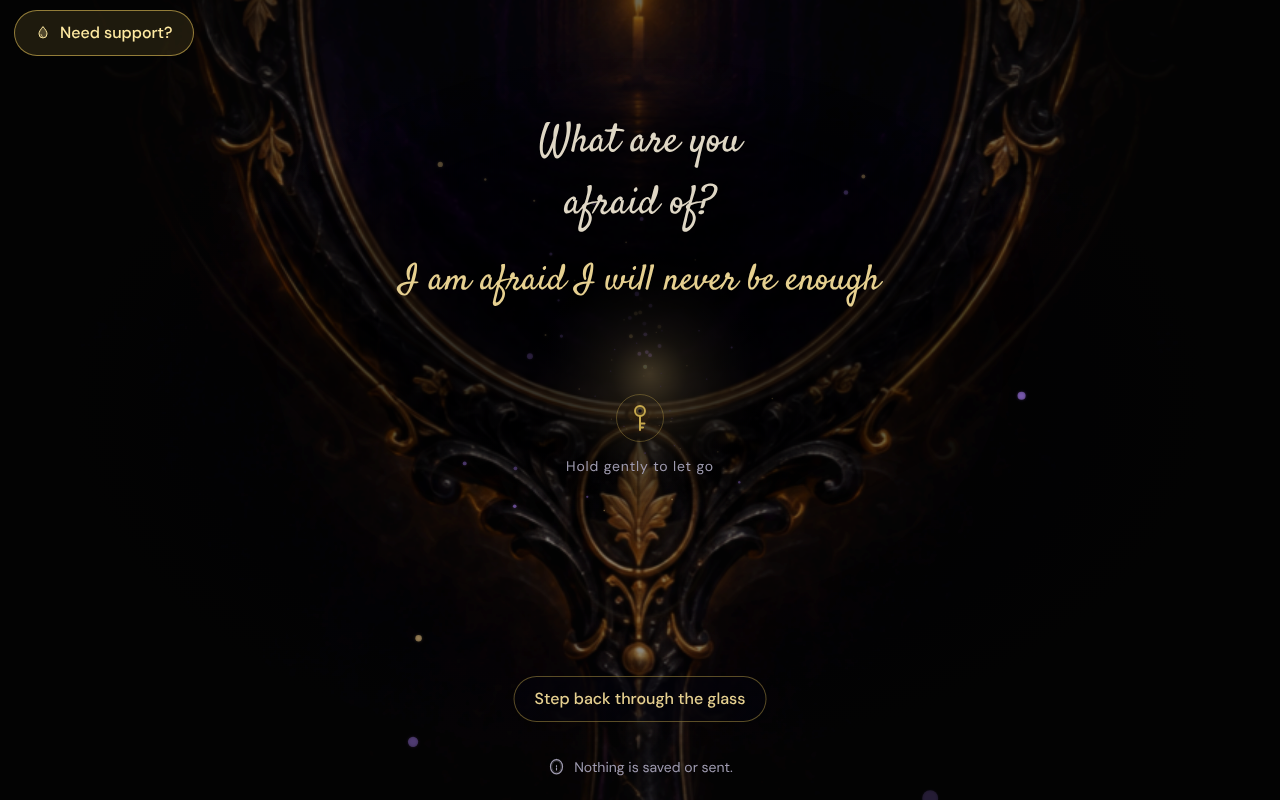 Need support?
What are you
afraid of?
I am afraid I will never be enough
Hold gently to let go
Step back through the glass
Nothing is saved or sent.